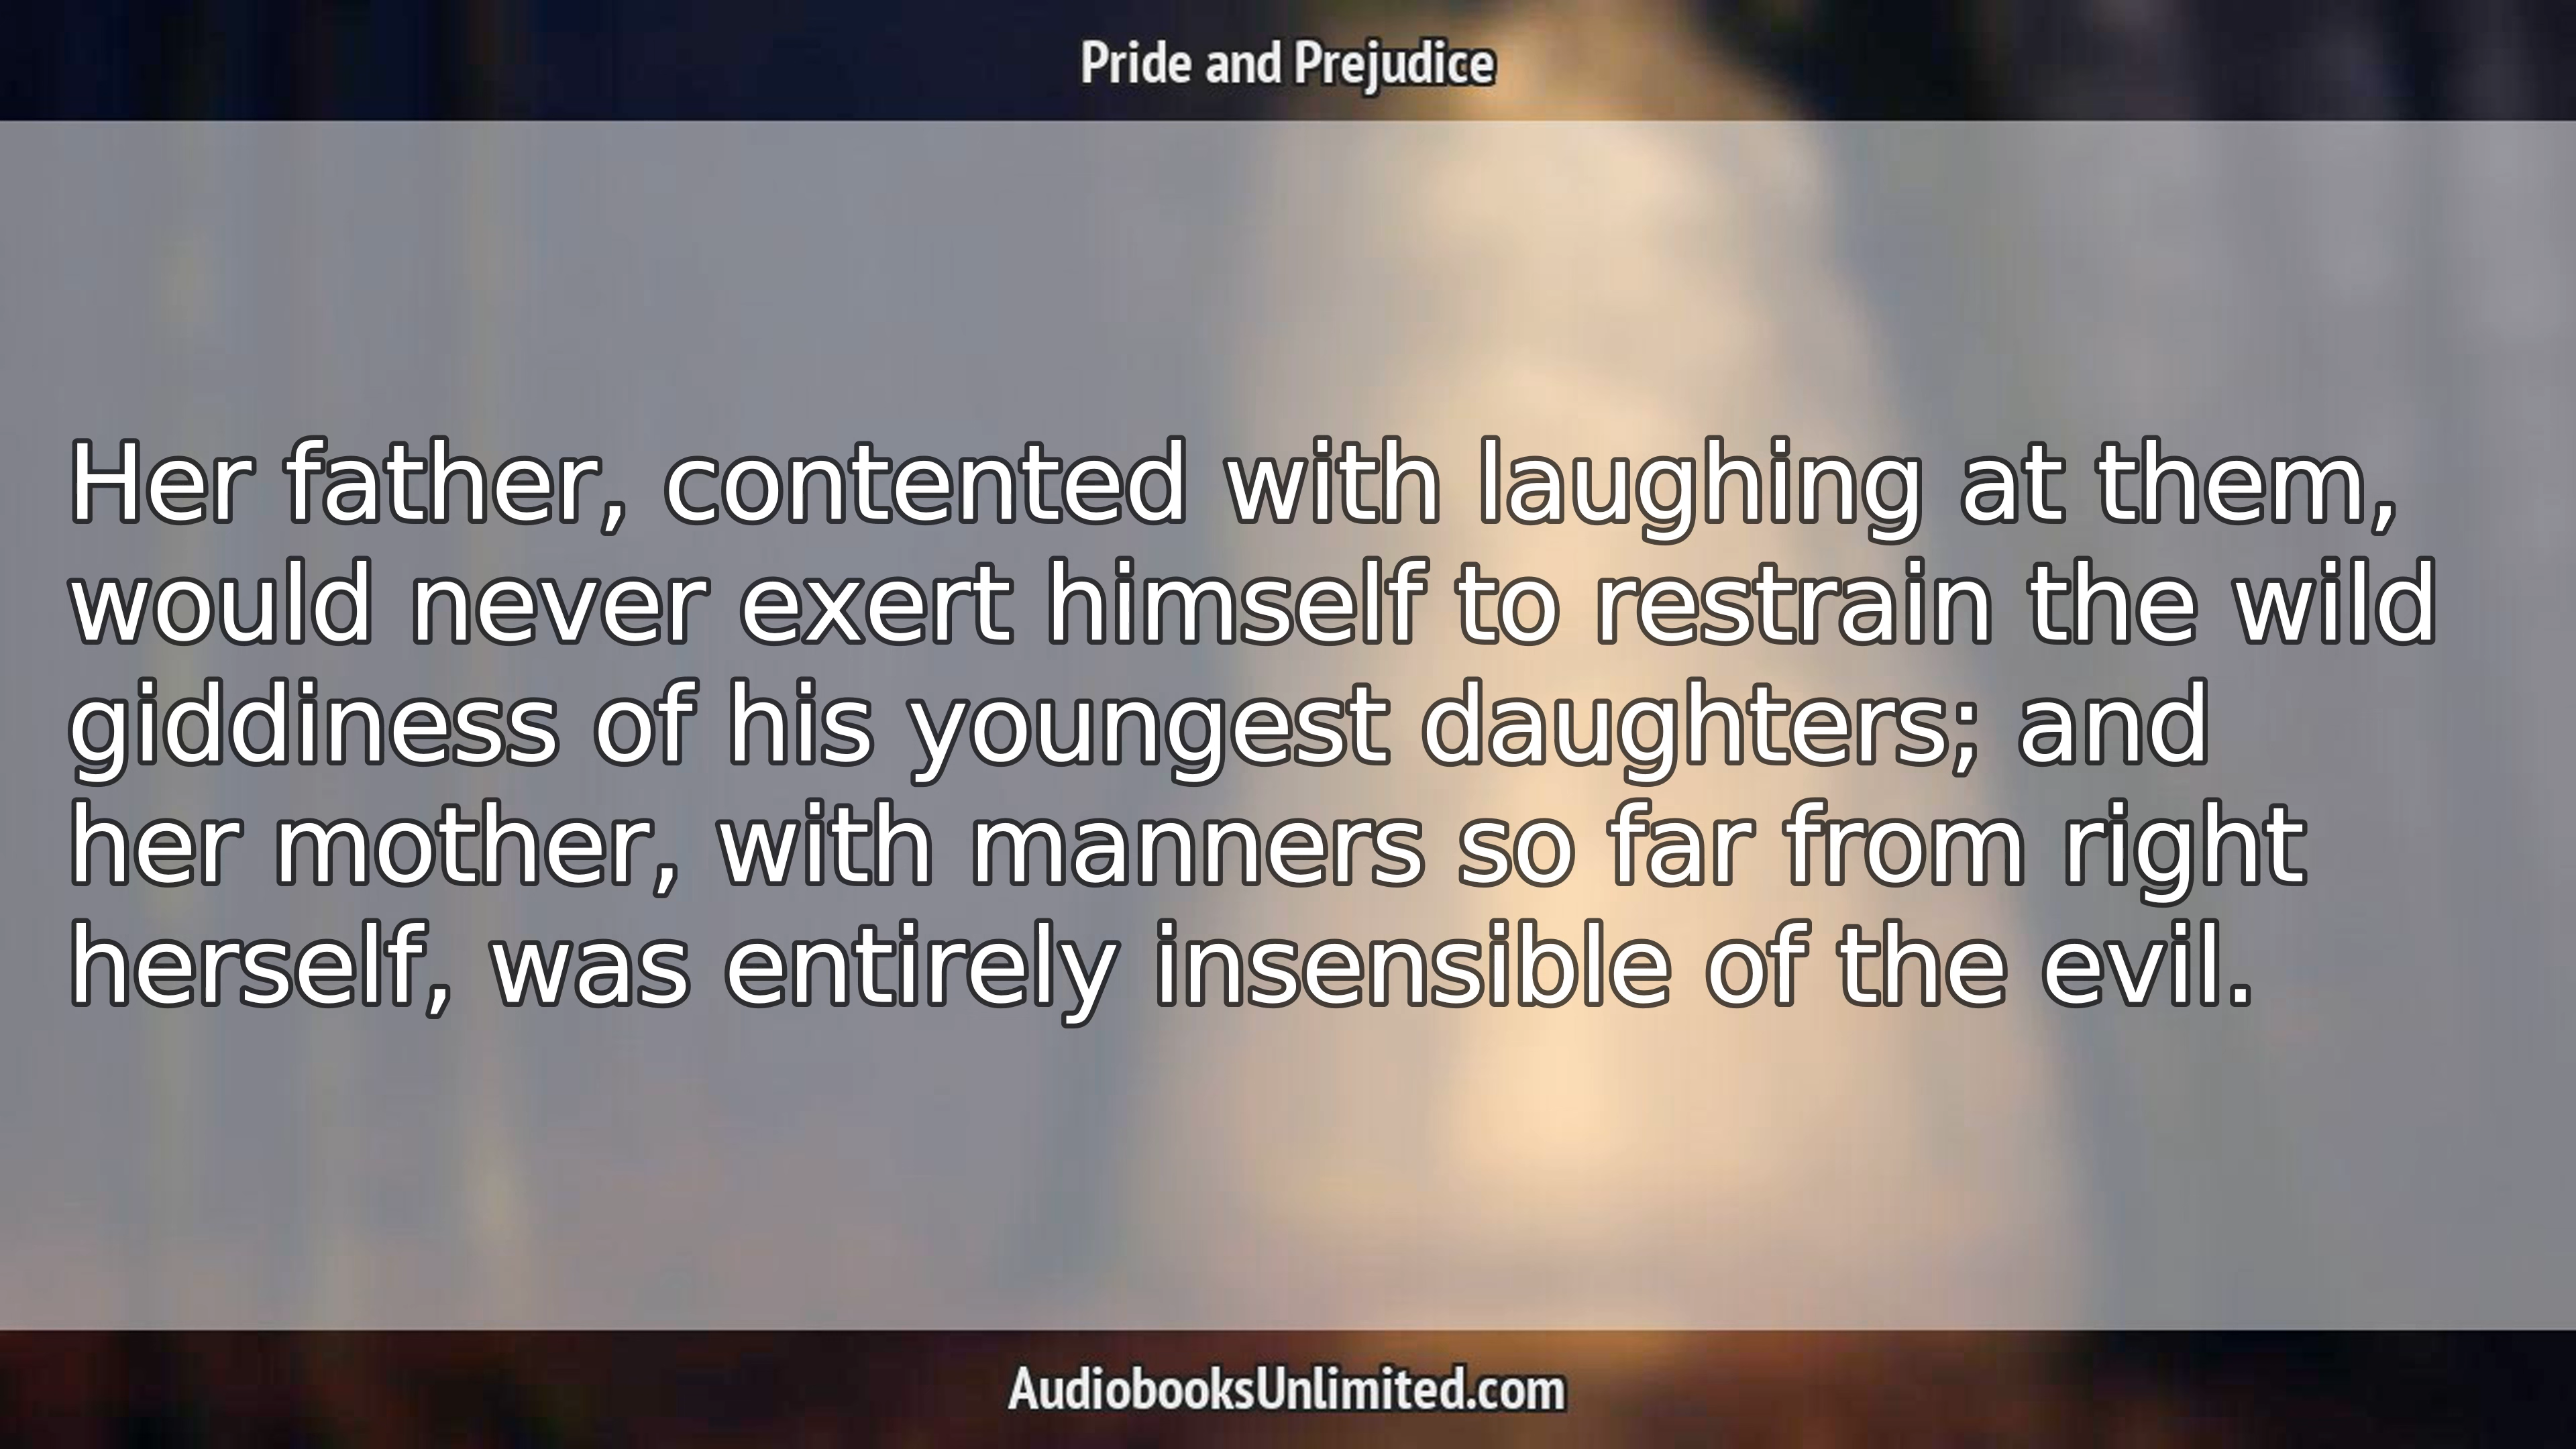 Pride and Prejudice
Her father, contented with laughing at them,
would never exert himself to restrain the wild
giddiness of his youngest daughters; and
her mother, with manners so far from right
herself, was entirely insensible of the evil.
AudiobooksUnlimited.com